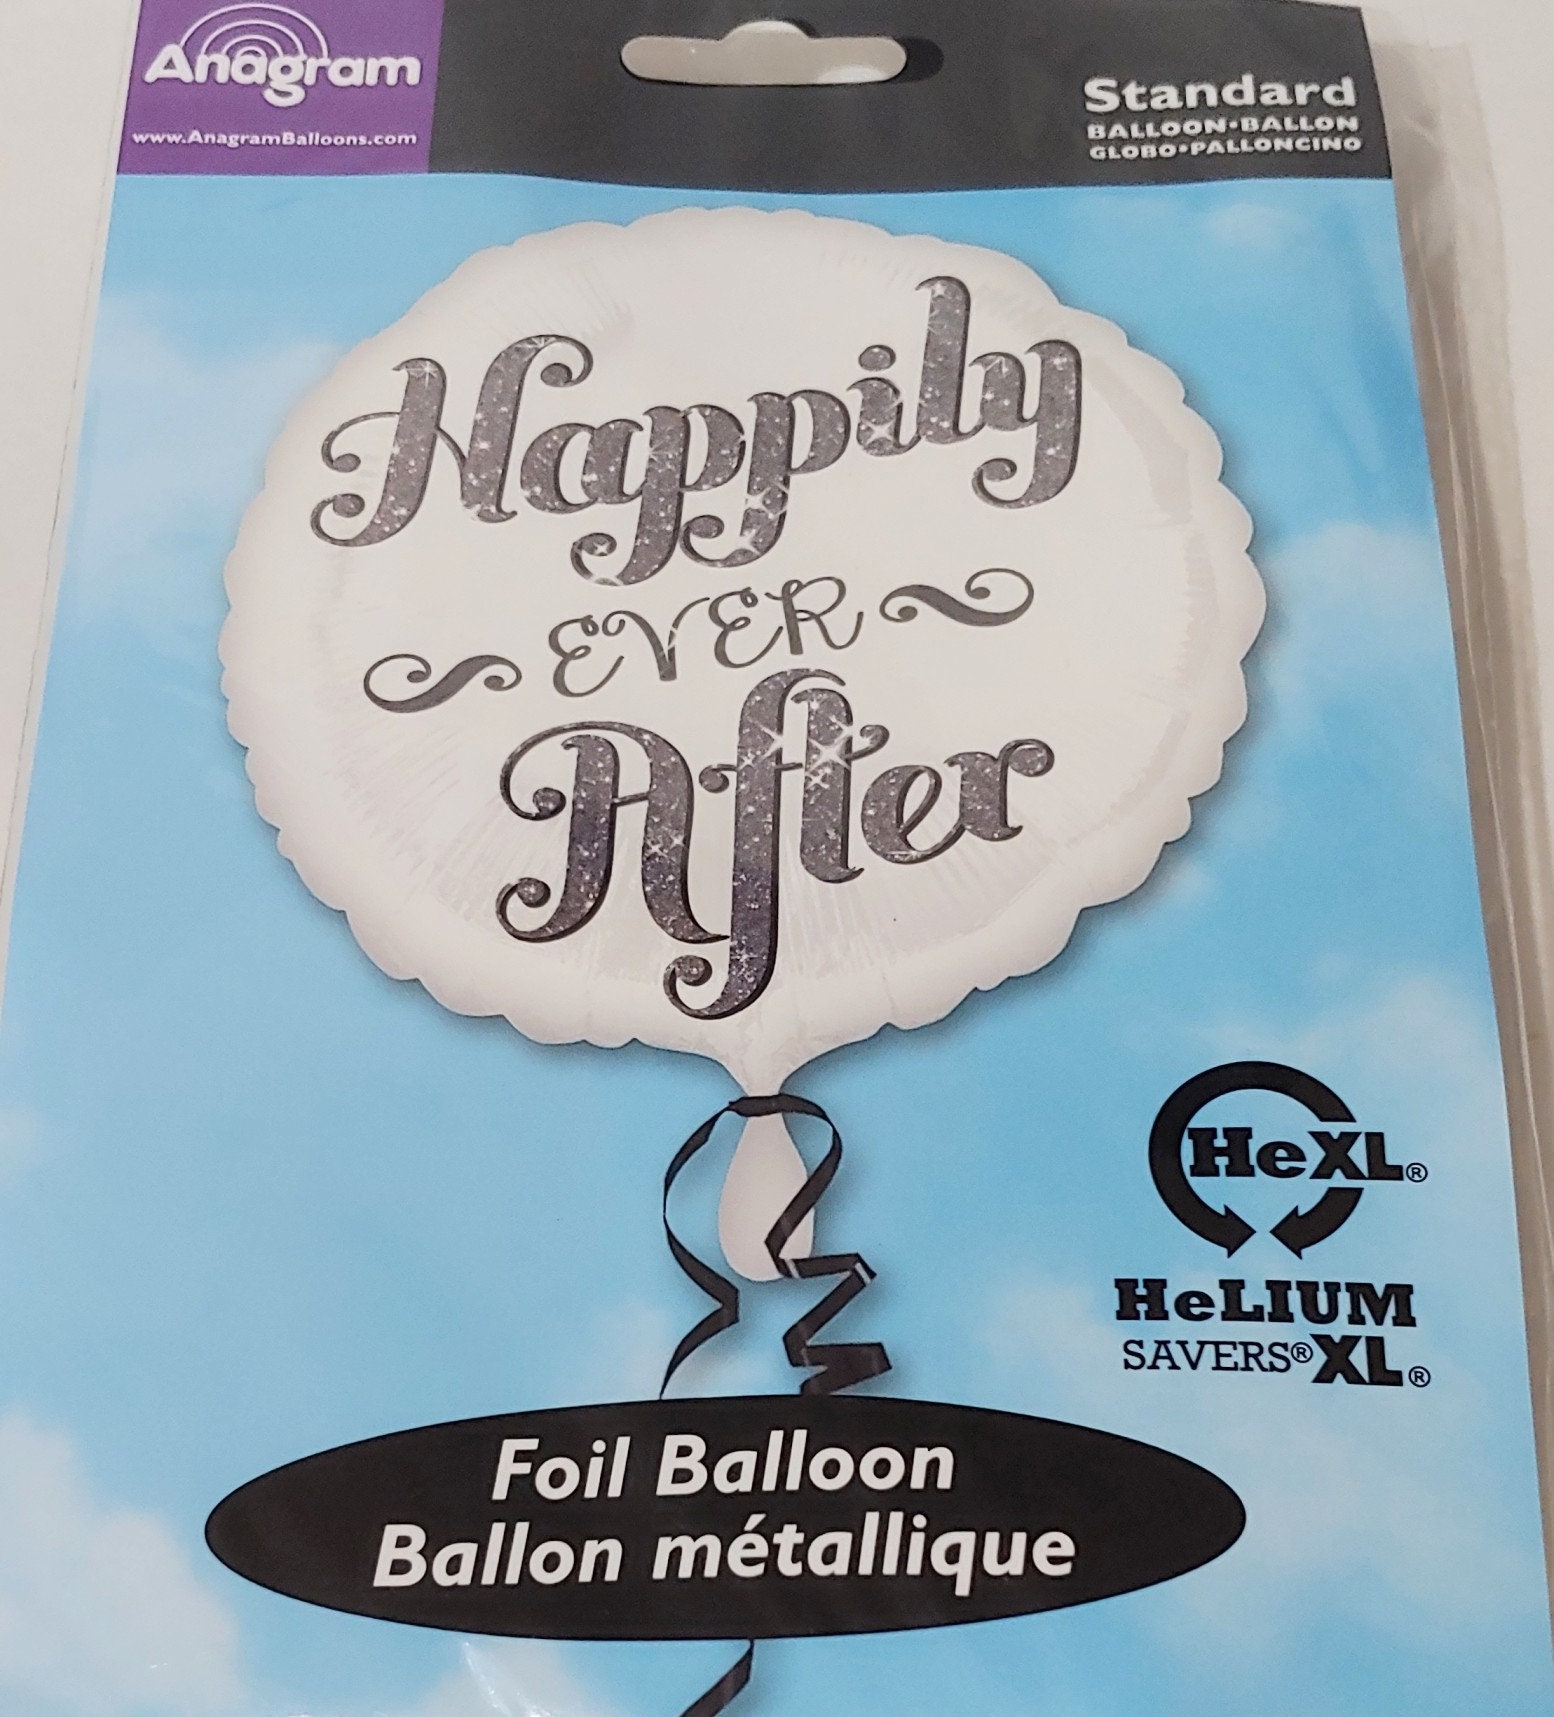 Anagram
www.AnagramBalloons.com
Standard
BALLOON•BALLON
GLOBO•PALLONCINO
Happily
EVER
After
HeXL®
HeLIUM
SAVERS® XL®
Foil Balloon
Ballon métallique